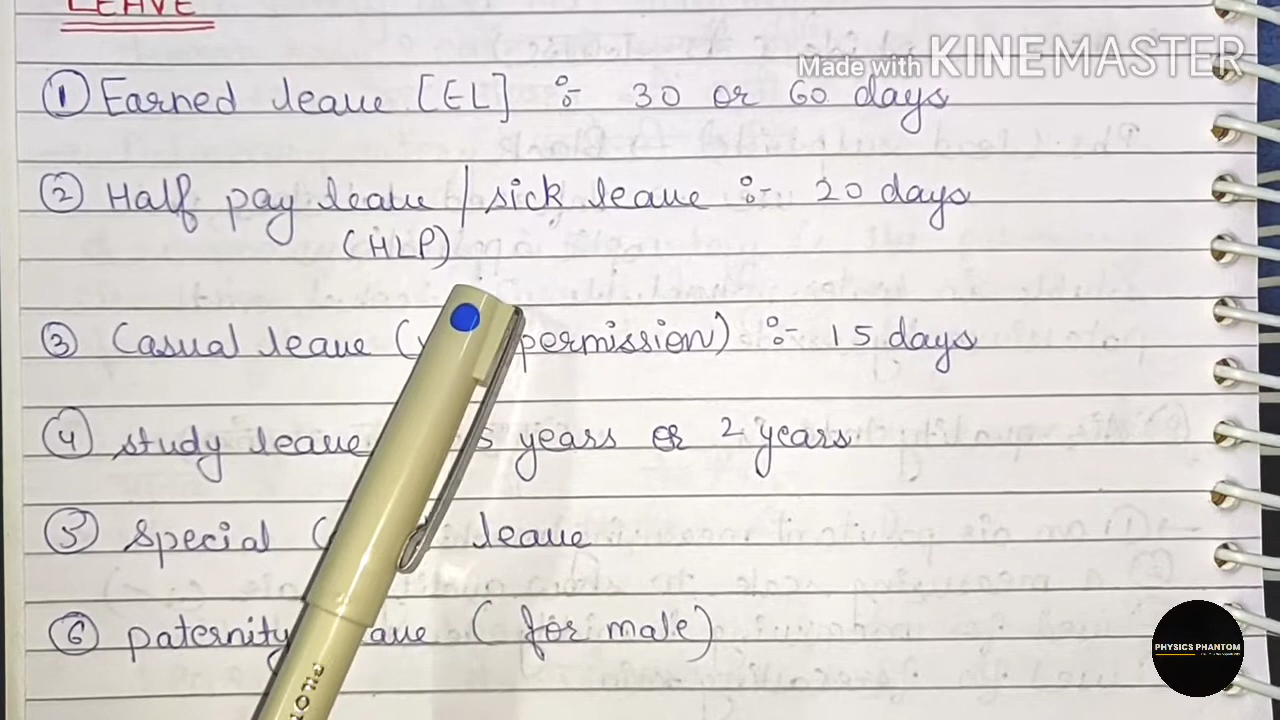 LEAVE
Made with KINEMASTER
① Earned leave [EL] :- 30 or 60 days
② Half pay leave / sick leave :- 20 days
(HLP)
③ Casual leave ( permission) :- 15 days
④ study leave years or 2 years
⑤ special ( leave
⑥ paternity leave ( for male)
PHYSICS PHANTOM